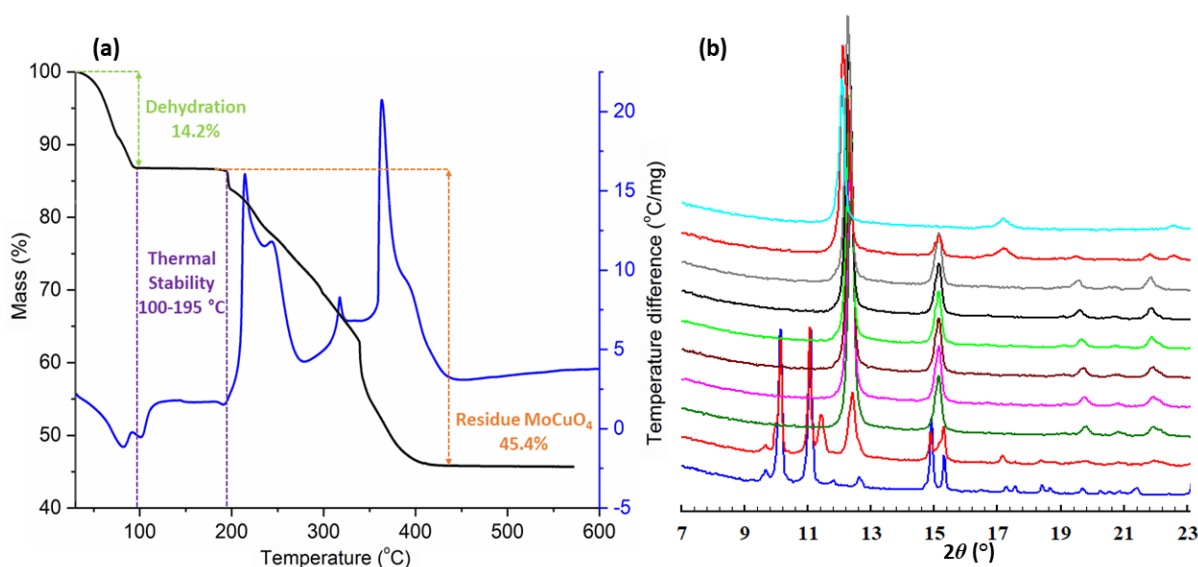 (a)
100
90
80
70
60
50
40
Mass (%)
Dehydration
14.2%
Thermal
Stability
100-195 °C
Residue MoCuO₄
45.4%
20
15
10
5
0
-5
Temperature difference (°C/mg)
100
200
300
400
500
600
Temperature (°C)
(b)
7
9
11
13
15
17
19
21
23
2θ (°)